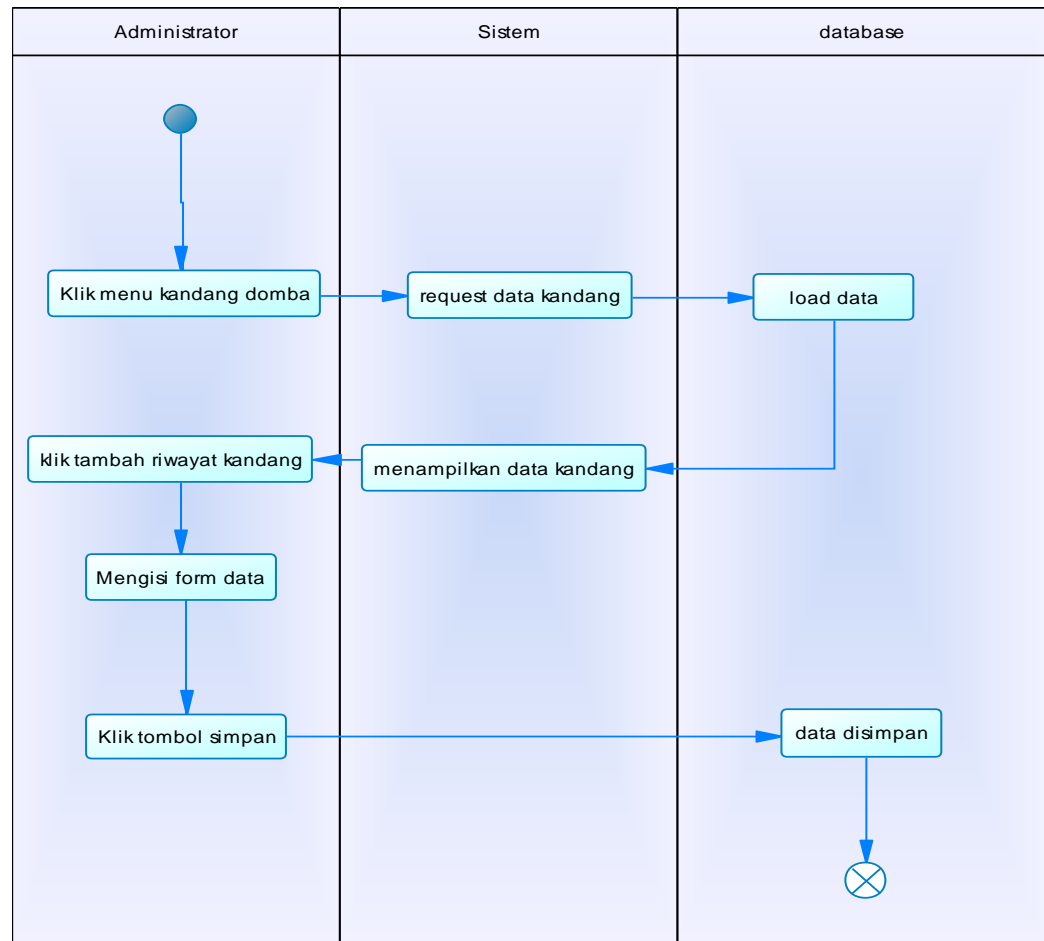 Administrator
Sistem
database
Klik menu kandang domba
request data kandang
load data
klik tambah riwayat kandang
menampilkan data kandang
Mengisi form data
Klik tombol simpan
data disimpan